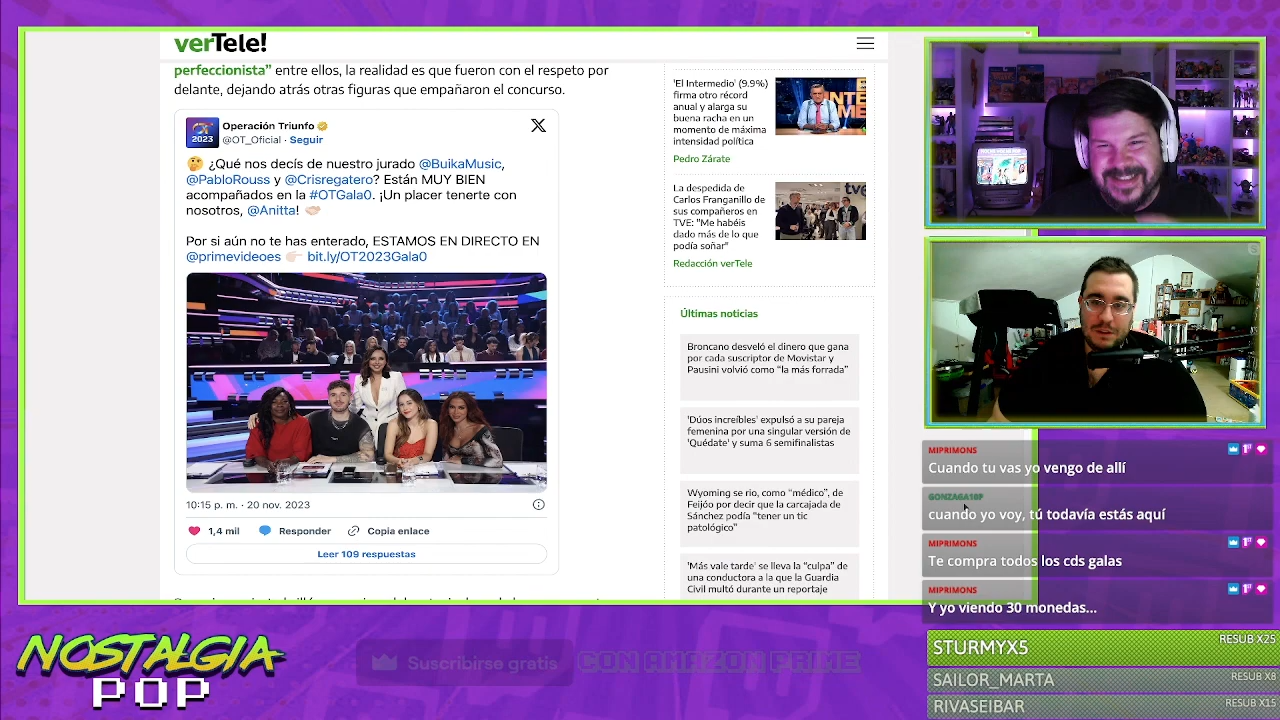 verTele!
perfeccionista” entre ellos, la realidad es que fueron con el respeto por
delante, dejando atrás otras figuras que empañaron el concurso.
Operación Triunfo
@OT_Oficial · Seguir
¿Qué nos decís de nuestro jurado @BuikaMusic,
@PabloRouss y @Crisregatero? Están MUY BIEN
acompañados en la #OTGala0. ¡Un placer tenerte con
nosotros, @Anitta!
Por si aún no te has enterado, ESTAMOS EN DIRECTO EN
@primevideoes bit.ly/OT2023Gala0
10:15 p. m. · 20 nov. 2023
1,4 mil Responder Copia enlace
Leer 109 respuestas
'El Intermedio' (9.9%)
firma otro récord
anual y alarga su
buena racha en un
momento de máxima
intensidad política
Pedro Zárate
La despedida de
Carlos Franganillo de
sus compañeros en
TVE: "Me habéis
dado más de lo que
podía soñar"
Redacción verTele
Últimas noticias
Broncano desveló el dinero que gana
por cada suscriptor de Movistar y
Pausini volvió como “la más forrada”
'Dúos increíbles' expulsó a su pareja
femenina por una singular versión de
'Quédate' y suma 6 semifinalistas
Wyoming se rio, como “médico”, de
Feijóo por decir que la carcajada de
Sánchez podía “tener un tic
patológico”
'Más vale tarde' se lleva la “culpa” de
una conductora a la que la Guardia
Civil multó durante un reportaje
MIPRIMONS
Cuando tu vas yo vengo de allí
GONZAGA10P
cuando yo voy, tú todavía estás aquí
MIPRIMONS
Te compra todos los cds galas
MIPRIMONS
Y yo viendo 30 monedas...
STURMYX5 RESUB X25
SAILOR_MARTA RESUB X8
RIVASEIBAR RESUB X15
NOSTALGIA
POP
Suscribirse gratis CON AMAZON PRIME